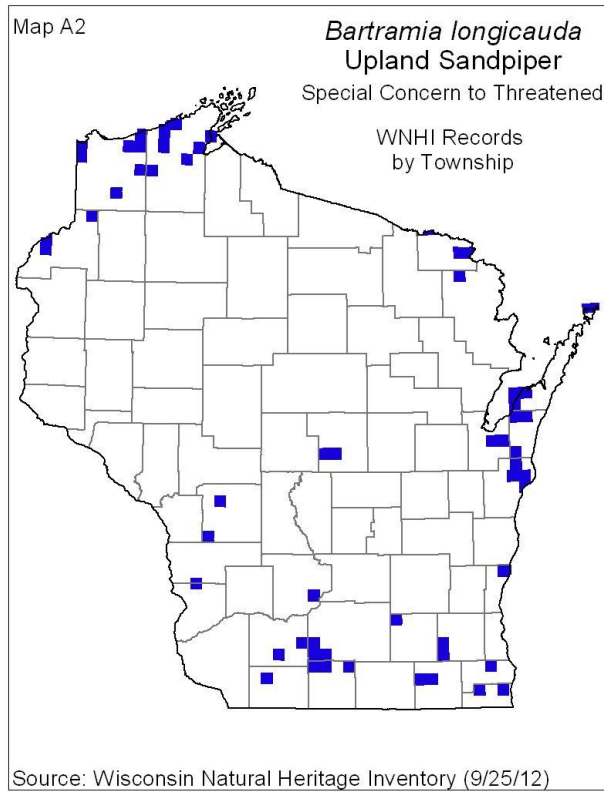 Map A2
Bartramia longicauda
Upland Sandpiper
Special Concern to Threatened
WNHI Records
by Township
Source: Wisconsin Natural Heritage Inventory (9/25/12)